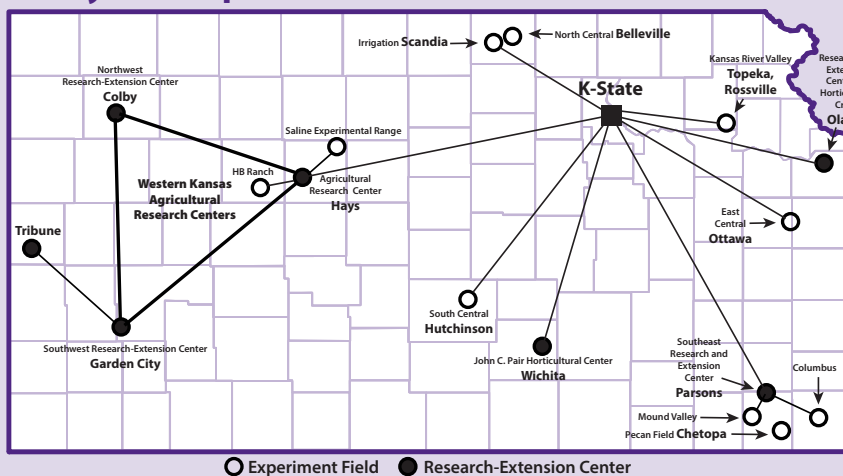 Irrigation Scandia
North Central Belleville
Northwest
Research-Extension Center
Colby
K-State
Kansas River Valley
Topeka,
Rossville
Saline Experimental Range
HB Ranch
Western Kansas
Agricultural
Research Centers
Agricultural
Research Center
Hays
Tribune
East
Central
Ottawa
South Central
Hutchinson
Southwest Research-Extension Center
Garden City
John C. Pair Horticultural Center
Wichita
Southeast
Research and
Extension
Center
Parsons
Columbus
Mound Valley
Pecan Field Chetopa
Experiment Field
Research-Extension Center